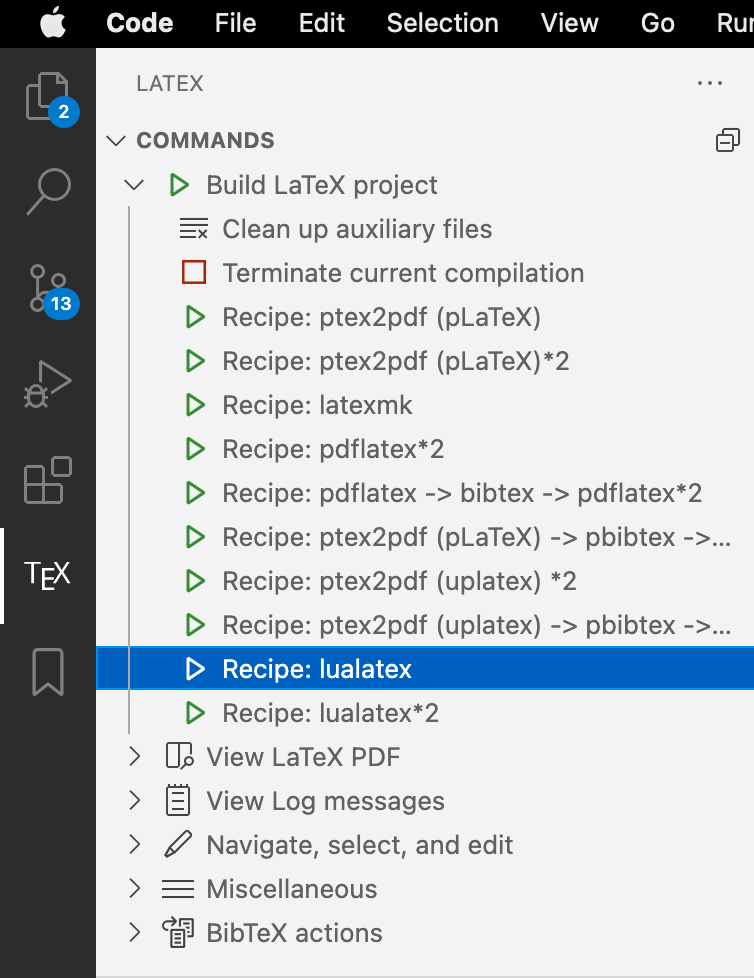 Code File Edit Selection View Go Run
2
LATEX ...
COMMANDS
Build LaTeX project
Clean up auxiliary files
Terminate current compilation
13
Recipe: ptex2pdf (pLaTeX)
Recipe: ptex2pdf (pLaTeX)*2
Recipe: latexmk
Recipe: pdflatex*2
Recipe: pdflatex -> bibtex -> pdflatex*2
Recipe: ptex2pdf (pLaTeX) -> pbibtex ->...
TEX
Recipe: ptex2pdf (uplatex) *2
Recipe: ptex2pdf (uplatex) -> pbibtex ->...
Recipe: lualatex
Recipe: lualatex*2
View LaTeX PDF
View Log messages
Navigate, select, and edit
Miscellaneous
BibTeX actions